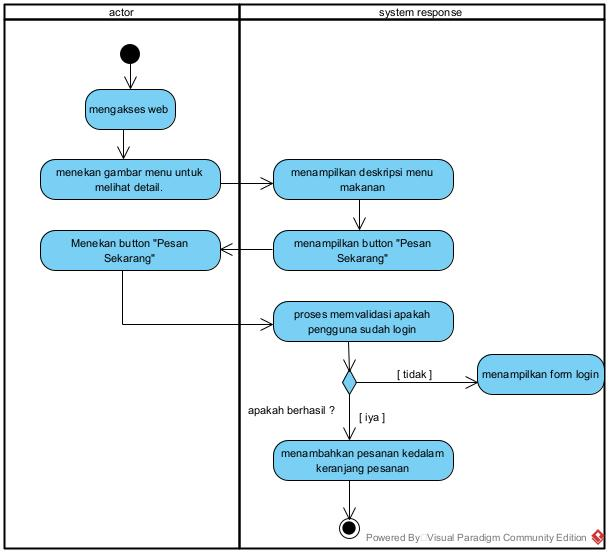 actor
system response
mengakses web
menekan gambar menu untuk
melihat detail.
menampilkan deskripsi menu
makanan
Menekan button "Pesan
Sekarang"
menampilkan button "Pesan
Sekarang"
proses memvalidasi apakah
pengguna sudah login
[ tidak ]
menampilkan form login
apakah berhasil ?
[ iya ]
menambahkan pesanan kedalam
keranjang pesanan
Powered By Visual Paradigm Community Edition